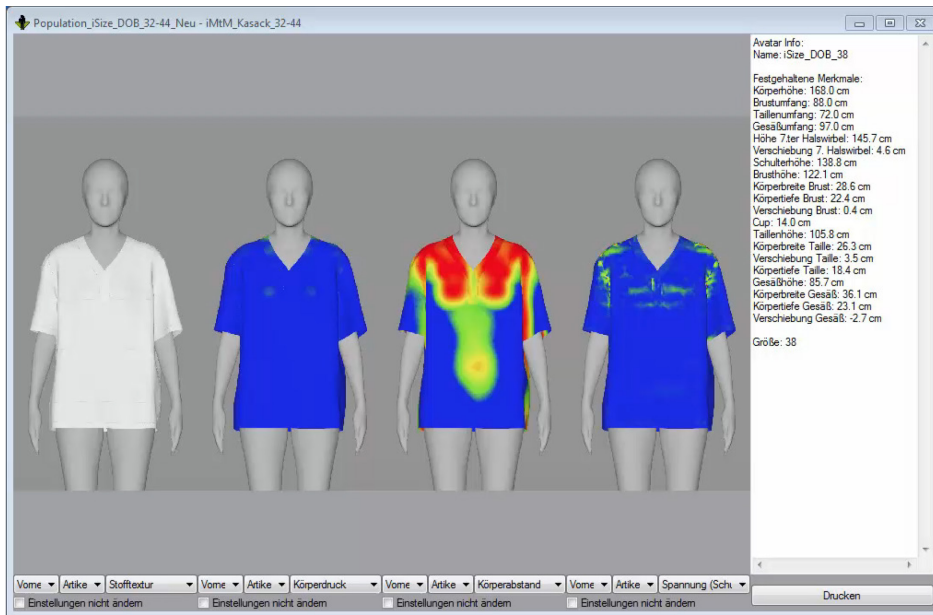 Population_iSize_DOB_32-44_Neu - iMtM_Kasack_32-44
Avatar Info:
Name: iSize_DOB_38
Festgehaltene Merkmale:
Körperhöhe: 168.0 cm
Brustumfang: 88.0 cm
Taillenumfang: 72.0 cm
Gesäßumfang: 97.0 cm
Höhe 7.ter Halswirbel: 145.7 cm
Verschiebung 7. Halswirbel: 4.6 cm
Schulterhöhe: 138.8 cm
Brusthöhe: 122.1 cm
Körperbreite Brust: 28.6 cm
Körpertiefe Brust: 22.4 cm
Verschiebung Brust: 0.4 cm
Cup: 14.0 cm
Taillenhöhe: 105.8 cm
Körperbreite Taille: 26.3 cm
Verschiebung Taille: 3.5 cm
Körpertiefe Taille: 18.4 cm
Gesäßhöhe: 85.7 cm
Körperbreite Gesäß: 36.1 cm
Körpertiefe Gesäß: 23.1 cm
Verschiebung Gesäß: -2.7 cm
Größe: 38
Vorne Artike Stofftextur Vorne Artike Körperdruck Vorne Artike Körperabstand Vorne Artike Spannung (Schu
Einstellungen nicht ändern Einstellungen nicht ändern Einstellungen nicht ändern Einstellungen nicht ändern
Drucken